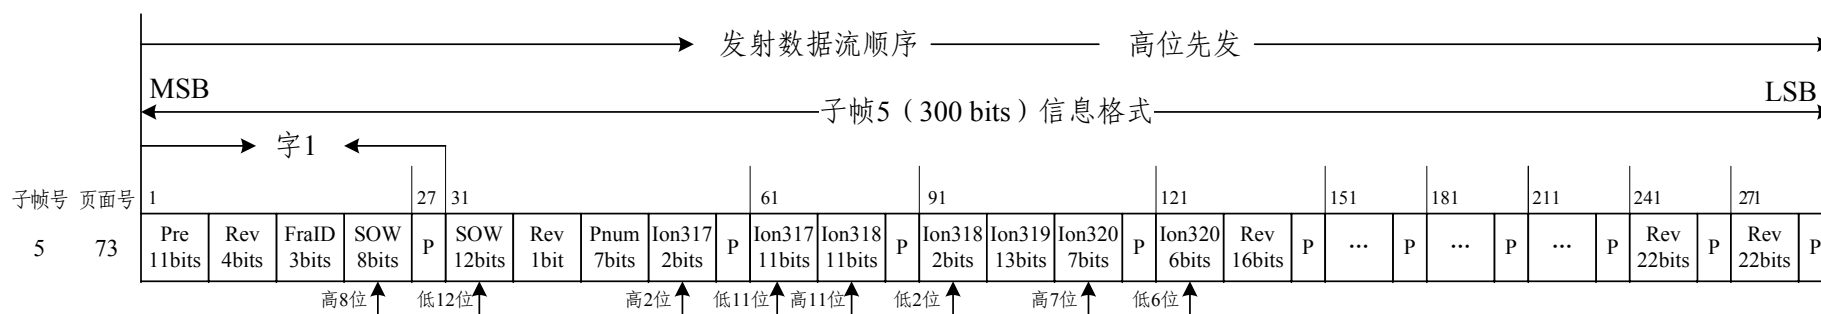 发射数据流顺序 高位先发
MSB LSB
子帧5（300 bits）信息格式
字1
子帧号 页面号 1 27 31 61 91 121 151 181 211 241 271
5 73 Pre 11bits Rev 4bits FraID 3bits SOW 8bits P SOW 12bits Rev 1bit Pnum 7bits Ion317 2bits P Ion317 11bits Ion318 11bits P Ion318 2bits Ion319 13bits Ion320 7bits P Ion320 6bits Rev 16bits P ... P ... P ... P Rev 22bits P Rev 22bits P
高8位 低12位 高2位 低11位 高11位 低2位 高7位 低6位